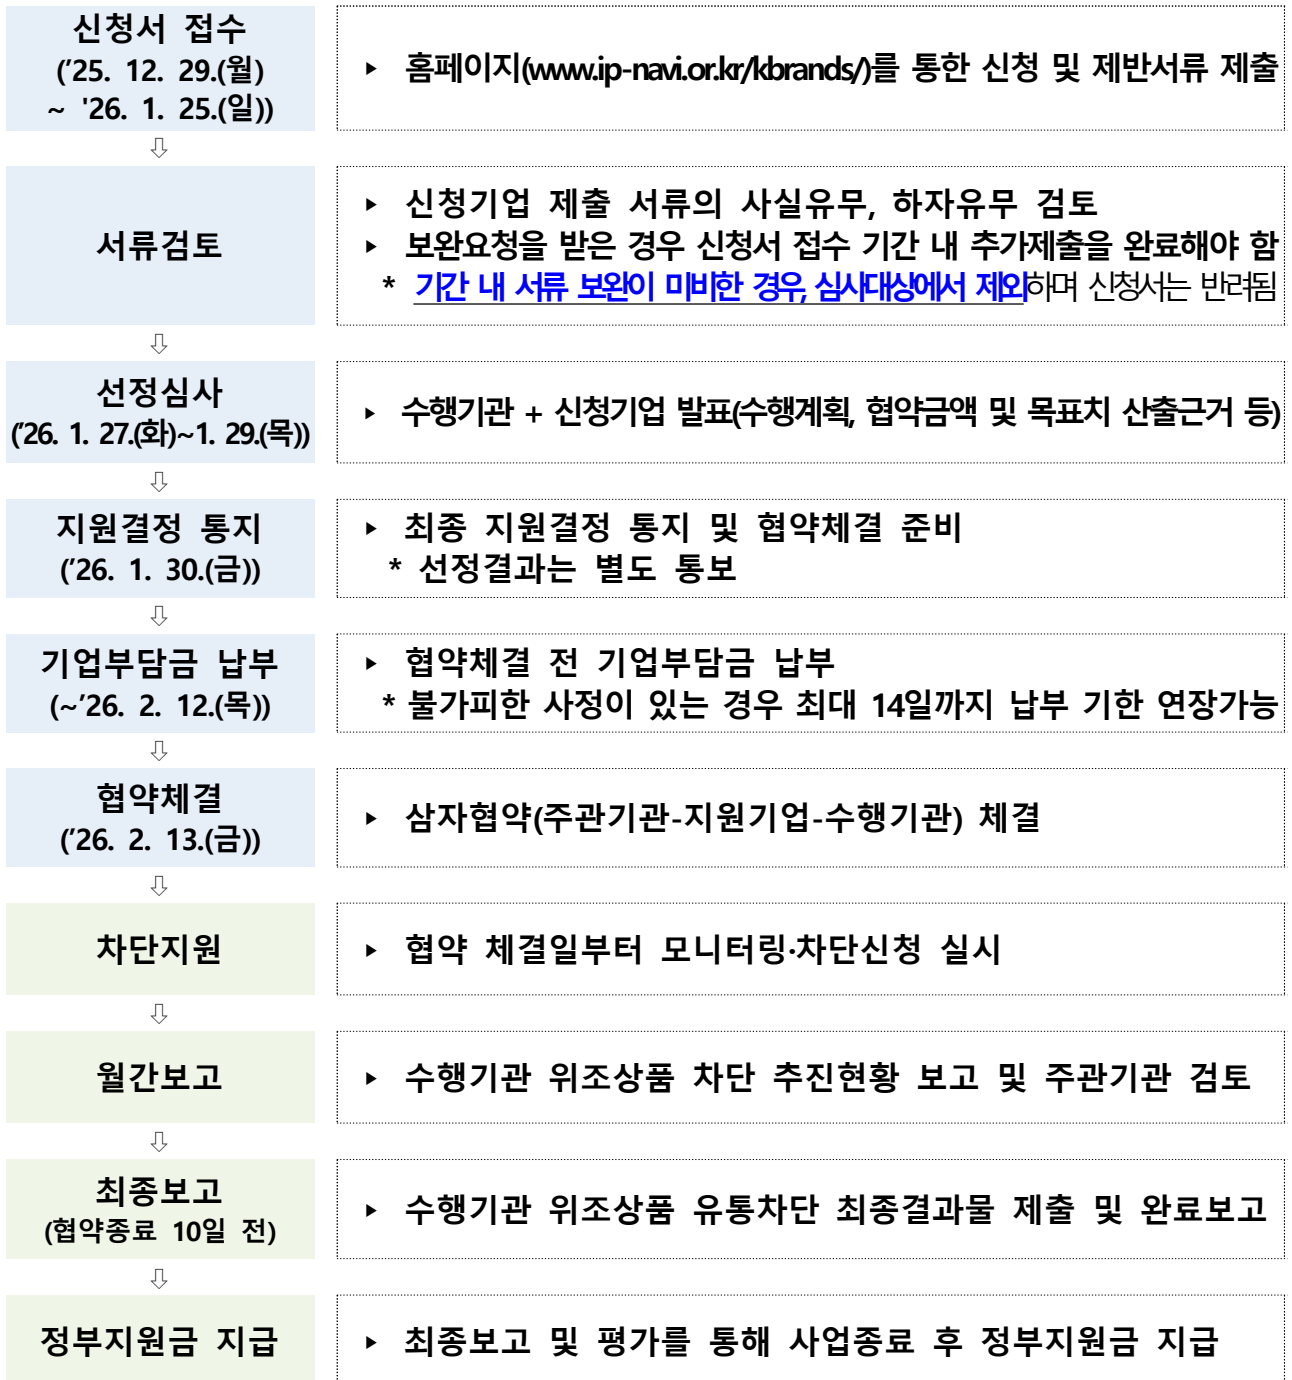 신청서 접수
('25. 12. 29.(월)
~ '26. 1. 25.(일))
▸ 홈페이지(www.ip-navi.or.kr/kbrands/)를 통한 신청 및 제반서류 제출
⇩
서류검토
▸ 신청기업 제출 서류의 사실유무, 하자유무 검토
▸ 보완요청을 받은 경우 신청서 접수 기간 내 추가제출을 완료해야 함
* 기간 내 서류 보완이 미비한 경우, 심사대상에서 제외하며 신청서는 반려됨
⇩
선정심사
('26. 1. 27.(화)~1. 29.(목))
▸ 수행기관 + 신청기업 발표(수행계획, 협약금액 및 목표치 산출근거 등)
⇩
지원결정 통지
('26. 1. 30.(금))
▸ 최종 지원결정 통지 및 협약체결 준비
* 선정결과는 별도 통보
⇩
기업부담금 납부
(~'26. 2. 12.(목))
▸ 협약체결 전 기업부담금 납부
* 불가피한 사정이 있는 경우 최대 14일까지 납부 기한 연장가능
⇩
협약체결
('26. 2. 13.(금))
▸ 삼자협약(주관기관-지원기업-수행기관) 체결
⇩
차단지원
▸ 협약 체결일부터 모니터링·차단신청 실시
⇩
월간보고
▸ 수행기관 위조상품 차단 추진현황 보고 및 주관기관 검토
⇩
최종보고
(협약종료 10일 전)
▸ 수행기관 위조상품 유통차단 최종결과물 제출 및 완료보고
⇩
정부지원금 지급
▸ 최종보고 및 평가를 통해 사업종료 후 정부지원금 지급